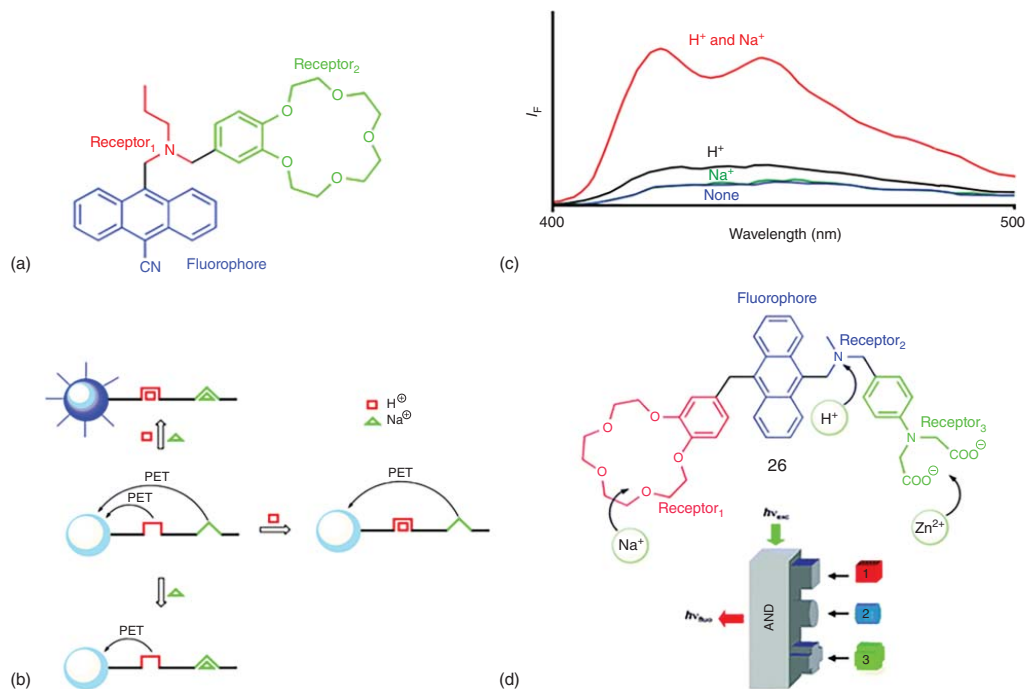 Receptor₂
O
O
O
O
O
Receptor₁
N
CN
Fluorophore
(a)
H⁺ and Na⁺
I_F
H⁺
Na⁺
None
400
500
Wavelength (nm)
(c)
H⊕
Na⊕
PET
PET
PET
PET
(b)
Fluorophore
N
Receptor₂
H⁺
Receptor₃
O
O
O
O
O
N
COO⊖
COO⊖
26
Receptor₁
Na⁺
Zn²⁺
hνexc
AND
1
hνfluo
2
3
(d)